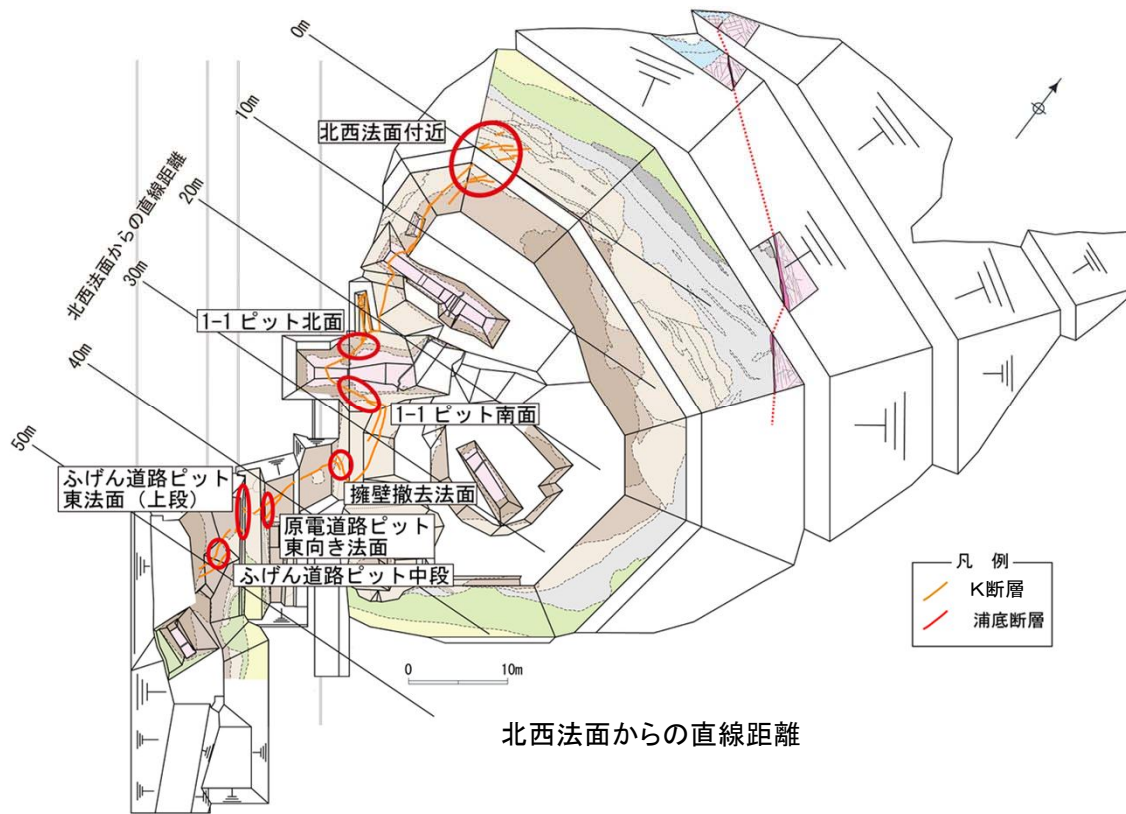 0m
10m
北西法面付近
20m
北西法面からの直線距離
30m
1-1 ピット北面
40m
1-1 ピット南面
50m
ふげん道路ピット
東法面（上段）
擁壁撤去法面
原電道路ピット
東向き法面
ふげん道路ピット中段
凡 例
K断層
浦底断層
0 10m
北西法面からの直線距離